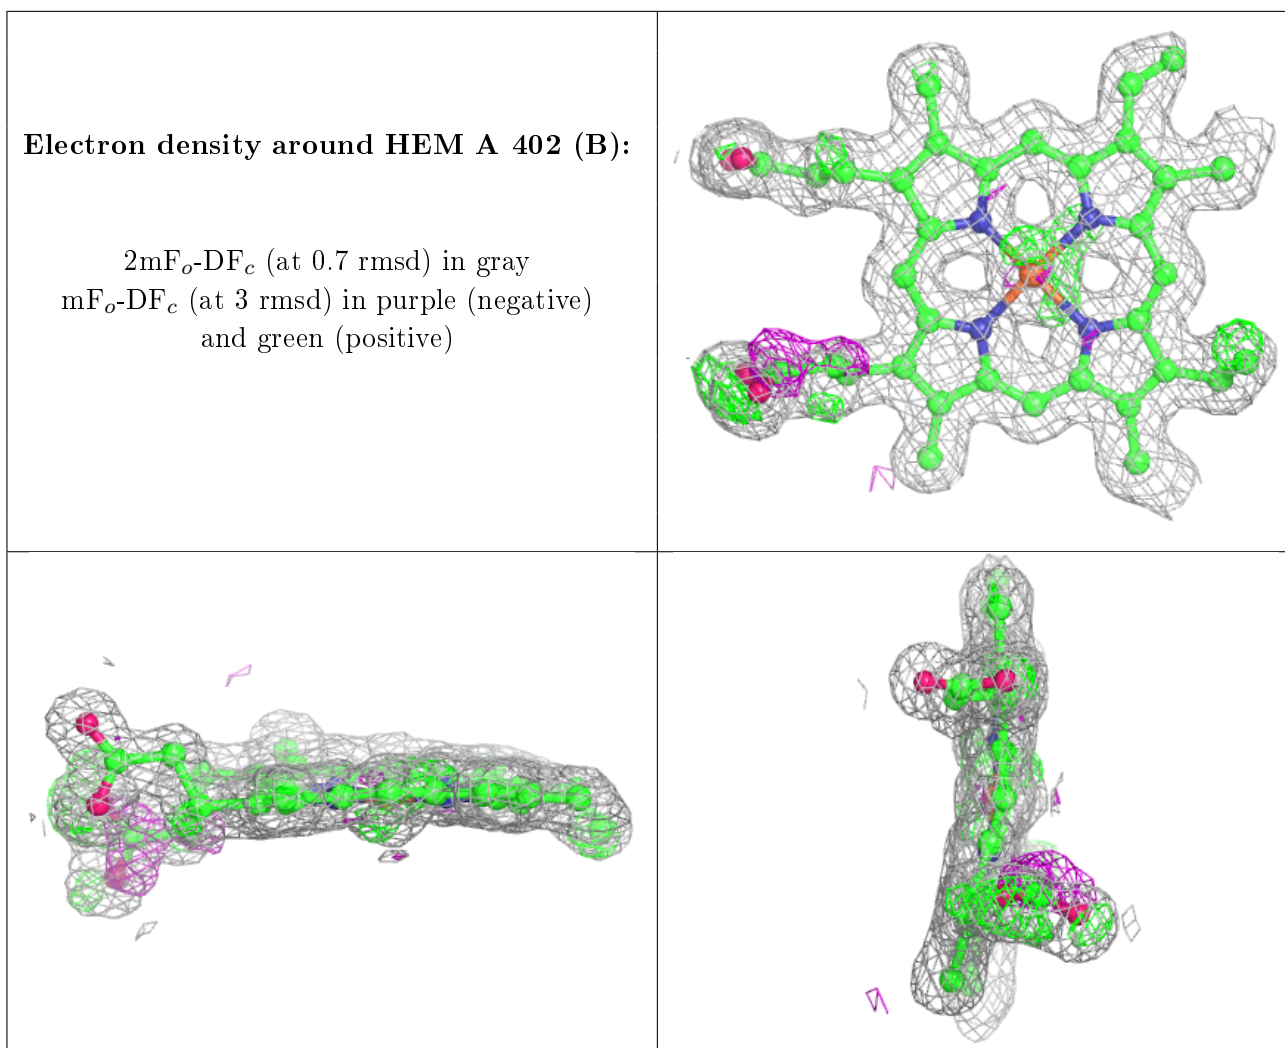 Electron density around HEM A 402 (B):
2mFo-DFc (at 0.7 rmsd) in gray
mFo-DFc (at 3 rmsd) in purple (negative)
and green (positive)